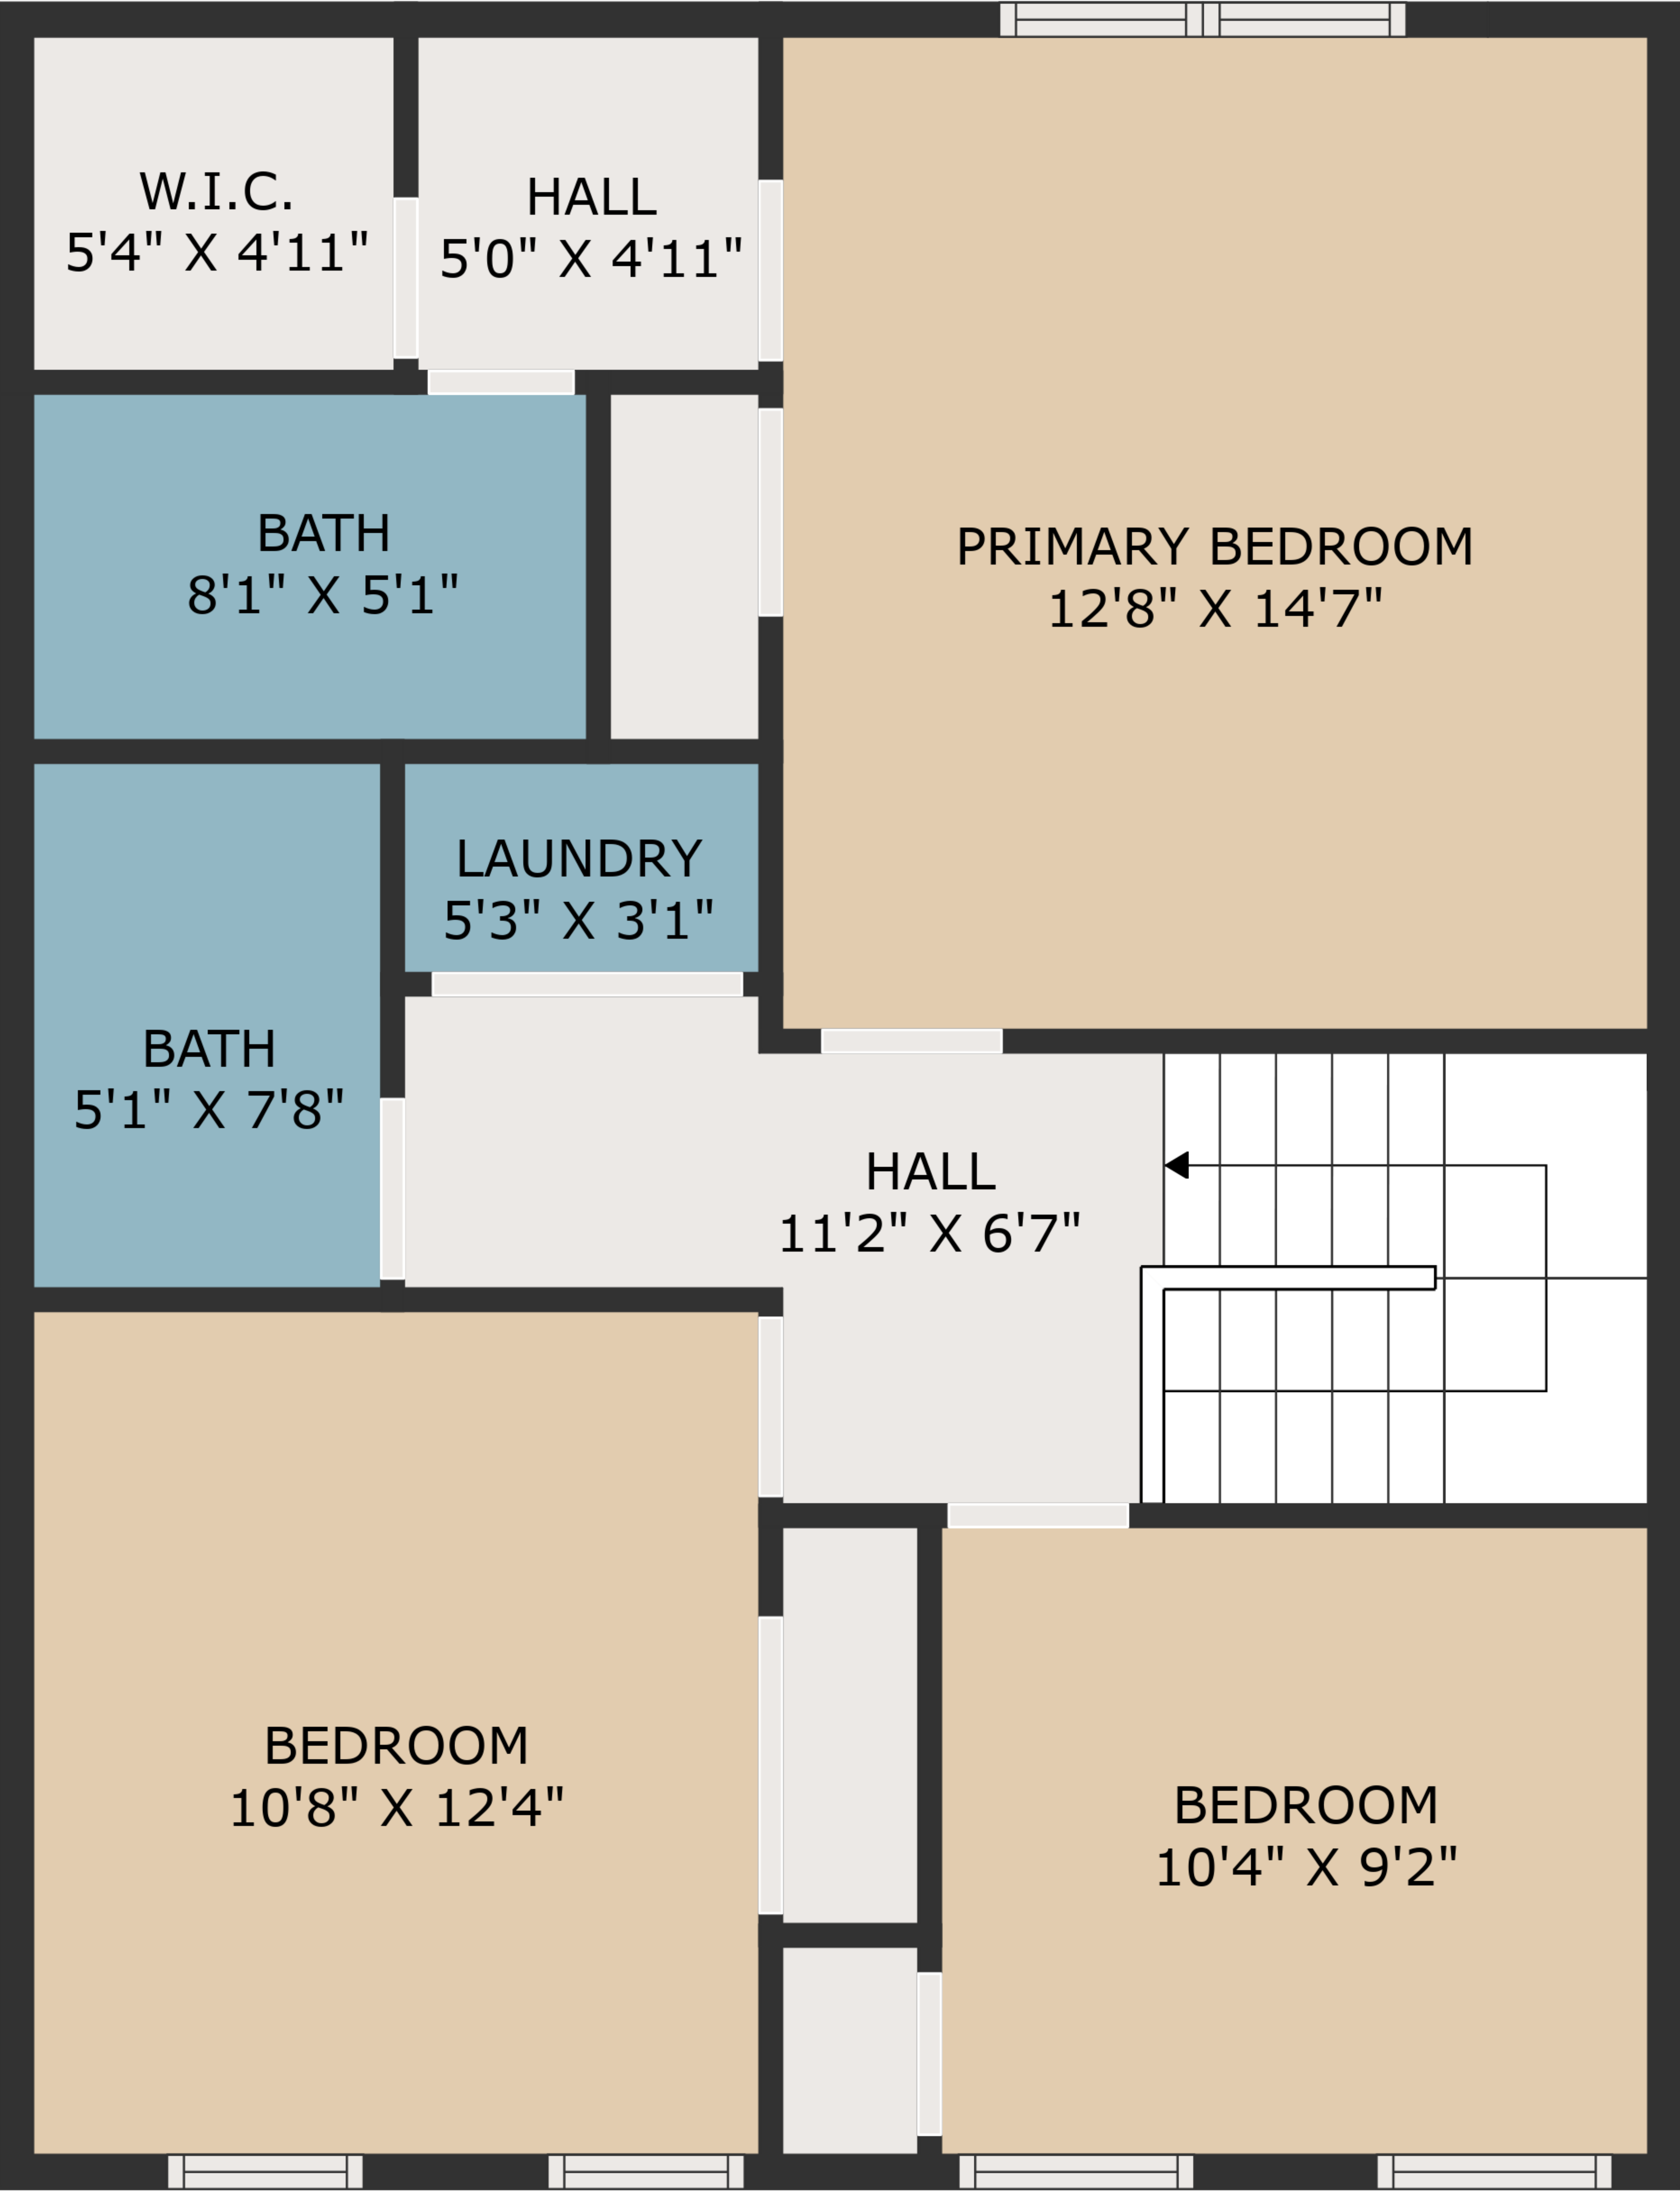 W.I.C.
5'4" X 4'11"
HALL
5'0" X 4'11"
BATH
8'1" X 5'1"
PRIMARY BEDROOM
12'8" X 14'7"
LAUNDRY
5'3" X 3'1"
BATH
5'1" X 7'8"
HALL
11'2" X 6'7"
BEDROOM
10'8" X 12'4"
BEDROOM
10'4" X 9'2"